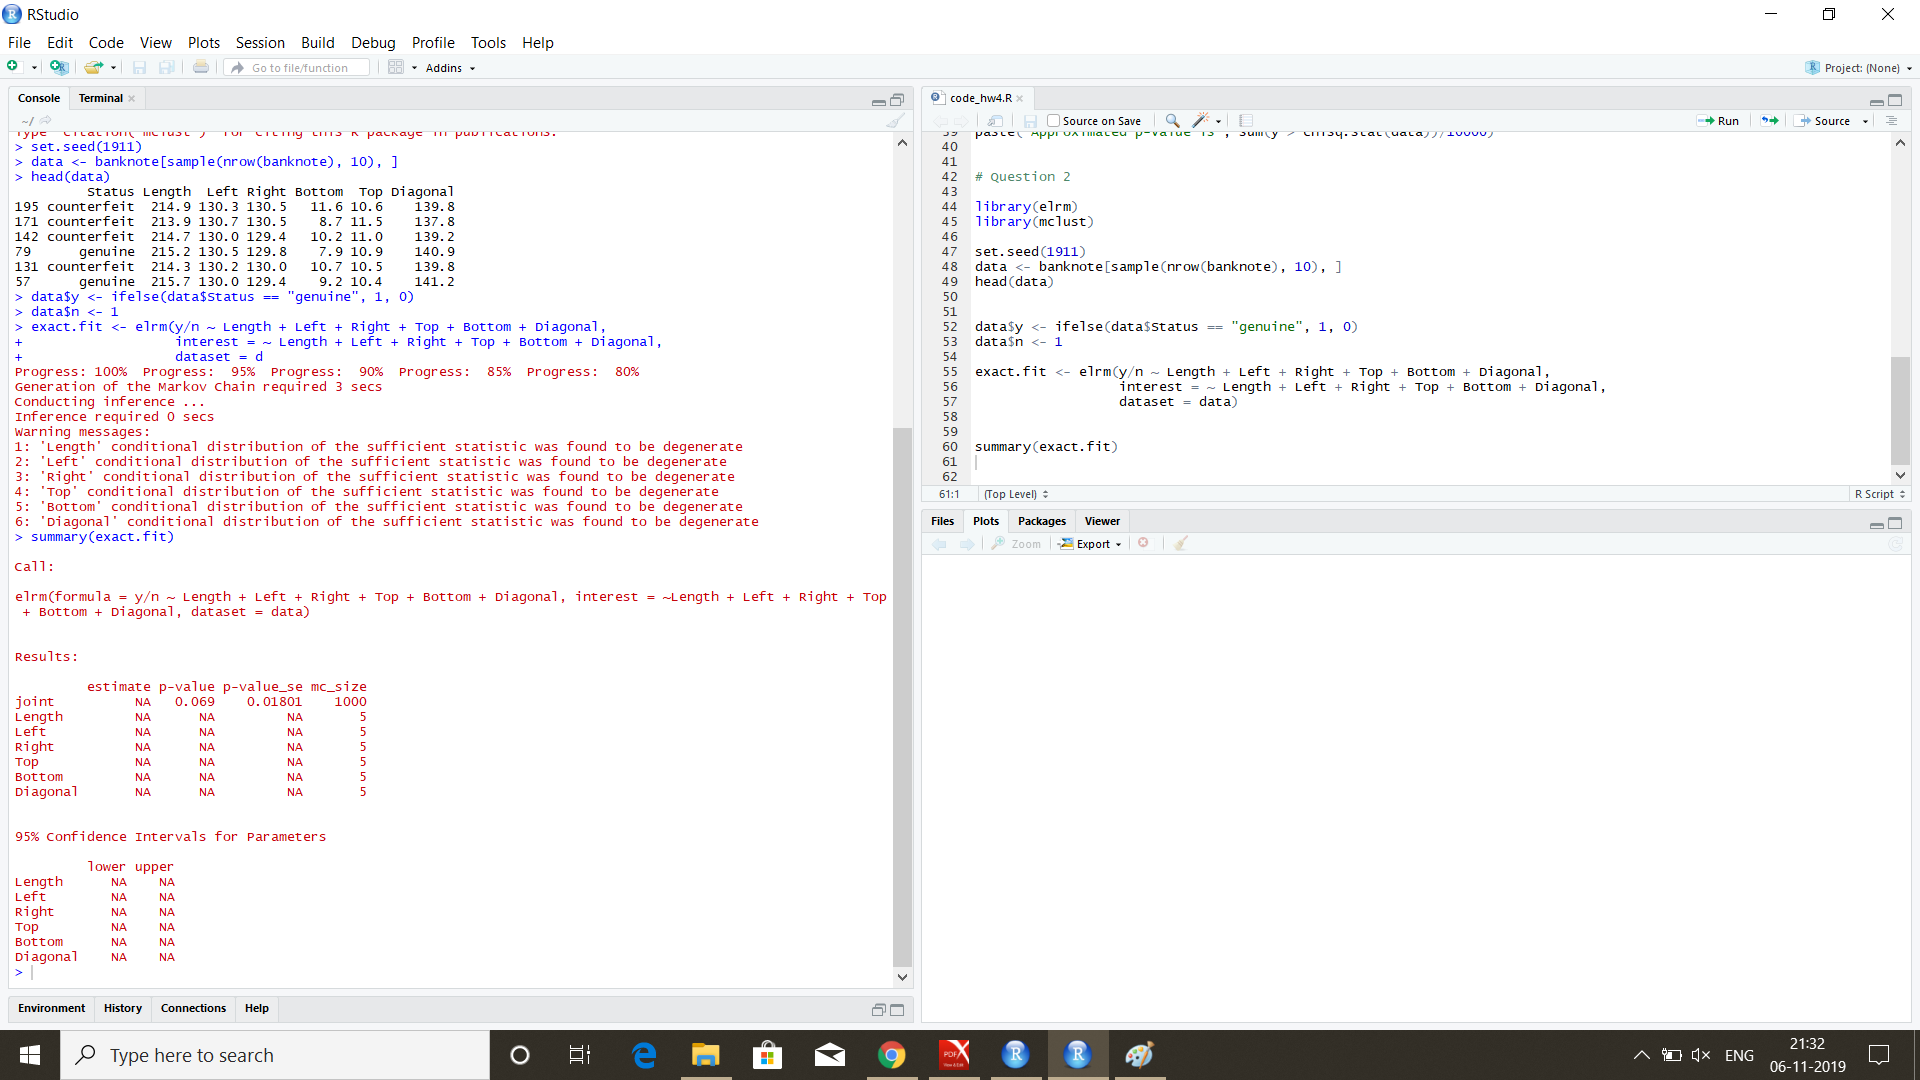 RStudio
File Edit Code View Plots Session Build Debug Profile Tools Help
Go to file/function Addins Project: (None)
Console Terminal
~/
Type 'citation("mclust")' for citing this R package in publications.
> set.seed(1911)
> data <- banknote[sample(nrow(banknote), 10), ]
> head(data)
Status Length Left Right Bottom Top Diagonal
195 counterfeit 214.9 130.3 130.5 11.6 10.6 139.8
171 counterfeit 213.9 130.7 130.5 8.7 11.5 137.8
142 counterfeit 214.7 130.0 129.4 10.2 11.0 139.2
79 genuine 215.2 130.5 129.8 7.9 10.9 140.9
131 counterfeit 214.3 130.2 130.0 10.7 10.5 139.8
57 genuine 215.7 130.0 129.4 9.2 10.4 141.2
> data$y <- ifelse(data$Status == "genuine", 1, 0)
> data$n <- 1
> exact.fit <- elrm(y/n ~ Length + Left + Right + Top + Bottom + Diagonal,
+ interest = ~ Length + Left + Right + Top + Bottom + Diagonal,
+ dataset = d
Progress: 100% Progress: 95% Progress: 90% Progress: 85% Progress: 80%
Generation of the Markov Chain required 3 secs
Conducting inference ...
Inference required 0 secs
Warning messages:
1: 'Length' conditional distribution of the sufficient statistic was found to be degenerate
2: 'Left' conditional distribution of the sufficient statistic was found to be degenerate
3: 'Right' conditional distribution of the sufficient statistic was found to be degenerate
4: 'Top' conditional distribution of the sufficient statistic was found to be degenerate
5: 'Bottom' conditional distribution of the sufficient statistic was found to be degenerate
6: 'Diagonal' conditional distribution of the sufficient statistic was found to be degenerate
> summary(exact.fit)
Call:
elrm(formula = y/n ~ Length + Left + Right + Top + Bottom + Diagonal, interest = ~Length + Left + Right + Top
+ Bottom + Diagonal, dataset = data)
Results:
estimate p-value p-value_se mc_size
joint NA 0.069 0.01801 1000
Length NA NA NA 5
Left NA NA NA 5
Right NA NA NA 5
Top NA NA NA 5
Bottom NA NA NA 5
Diagonal NA NA NA 5
95% Confidence Intervals for Parameters
lower upper
Length NA NA
Left NA NA
Right NA NA
Top NA NA
Bottom NA NA
Diagonal NA NA
>
Environment History Connections Help
code_hw4.R
Source on Save Run Source
39 paste("Approximated p-value is", sum(y > chisq.stat(data))/10000)
40
41
42 # Question 2
43
44 library(elrm)
45 library(mclust)
46
47 set.seed(1911)
48 data <- banknote[sample(nrow(banknote), 10), ]
49 head(data)
50
51
52 data$y <- ifelse(data$Status == "genuine", 1, 0)
53 data$n <- 1
54
55 exact.fit <- elrm(y/n ~ Length + Left + Right + Top + Bottom + Diagonal,
56 interest = ~ Length + Left + Right + Top + Bottom + Diagonal,
57 dataset = data)
58
59
60 summary(exact.fit)
61
62
61:1 (Top Level) R Script
Files Plots Packages Viewer
Zoom Export
Type here to search
ENG
21:32
06-11-2019